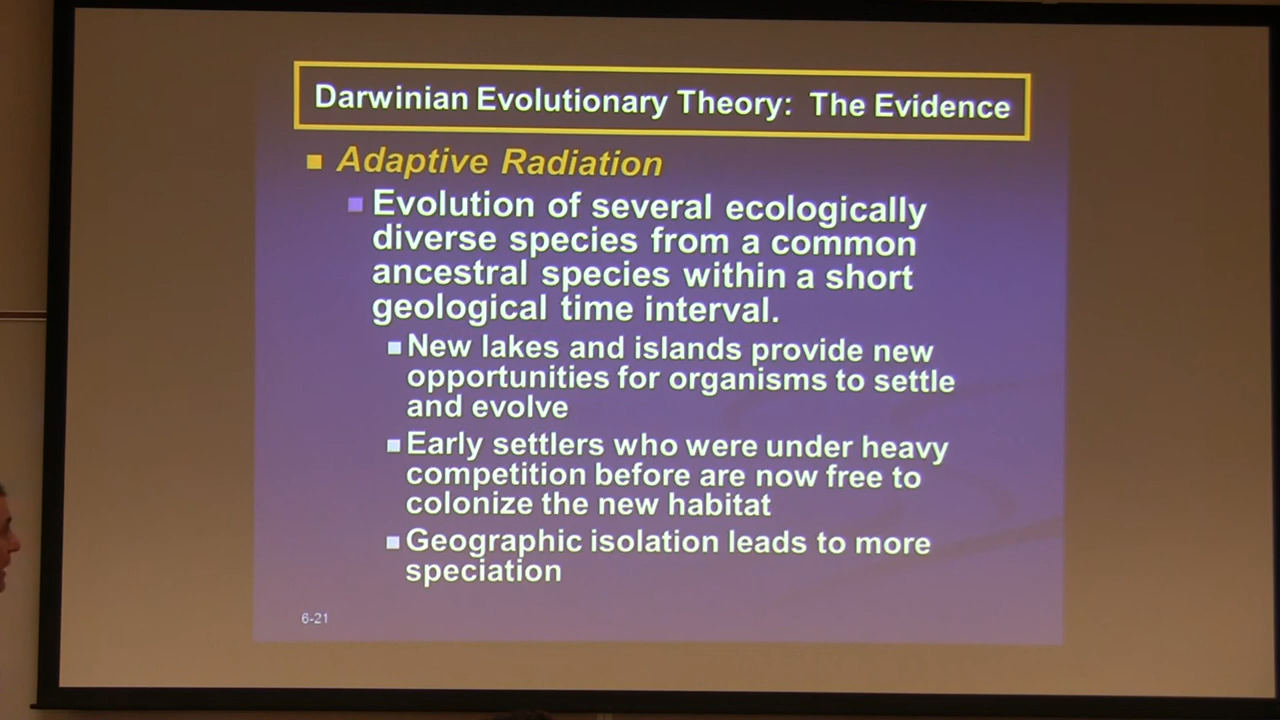 Darwinian Evolutionary Theory: The Evidence
Adaptive Radiation
Evolution of several ecologically
diverse species from a common
ancestral species within a short
geological time interval.
New lakes and islands provide new
opportunities for organisms to settle
and evolve
Early settlers who were under heavy
competition before are now free to
colonize the new habitat
Geographic isolation leads to more
speciation
6-21